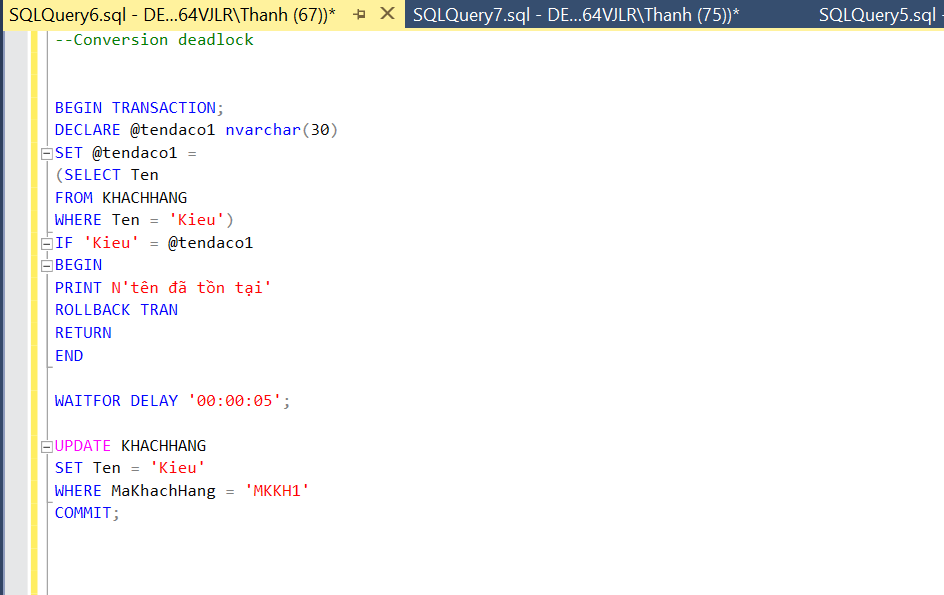 SQLQuery6.sql - DE...64VJLR\Thanh (67))* SQLQuery7.sql - DE...64VJLR\Thanh (75))* SQLQuery5.sql -
--Conversion deadlock
BEGIN TRANSACTION;
DECLARE @tendaco1 nvarchar(30)
SET @tendaco1 =
(SELECT Ten
FROM KHACHHANG
WHERE Ten = 'Kieu')
IF 'Kieu' = @tendaco1
BEGIN
PRINT N'tên đã tồn tại'
ROLLBACK TRAN
RETURN
END
WAITFOR DELAY '00:00:05';
UPDATE KHACHHANG
SET Ten = 'Kieu'
WHERE MaKhachHang = 'MKKH1'
COMMIT;